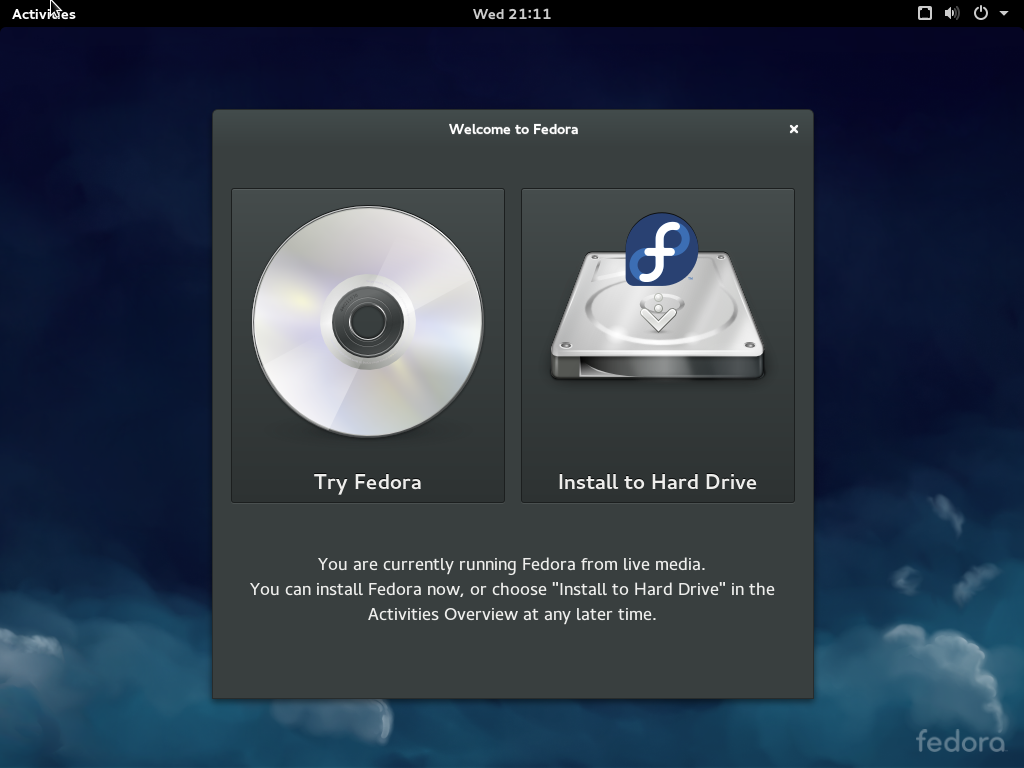 Activities
Wed 21:11
Welcome to Fedora
Try Fedora
Install to Hard Drive
You are currently running Fedora from live media.
You can install Fedora now, or choose "Install to Hard Drive" in the
Activities Overview at any later time.
fedora